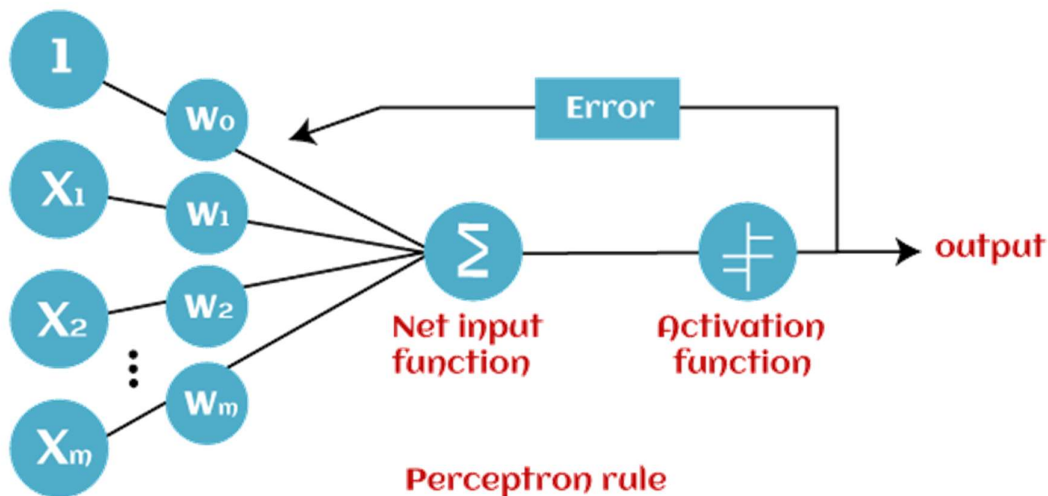 1
w₀
Error
X₁
w₁
Σ
output
X₂
w₂
Net input
function
Activation
function
⋮
Xₘ
wₘ
Perceptron rule